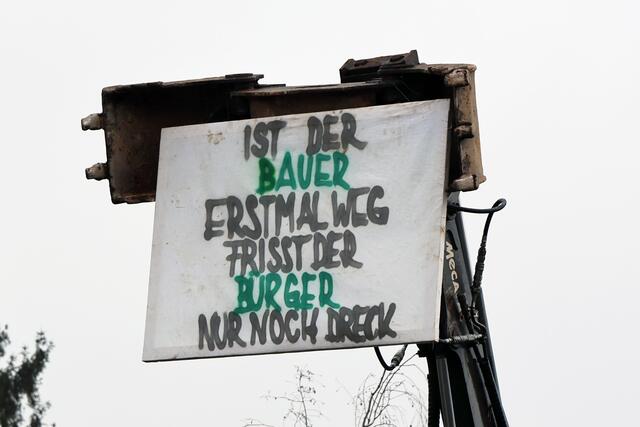 IST DER
BAUER
ERSTMAL WEG
FRISST DER
BÜRGER
NUR NOCH DRECK